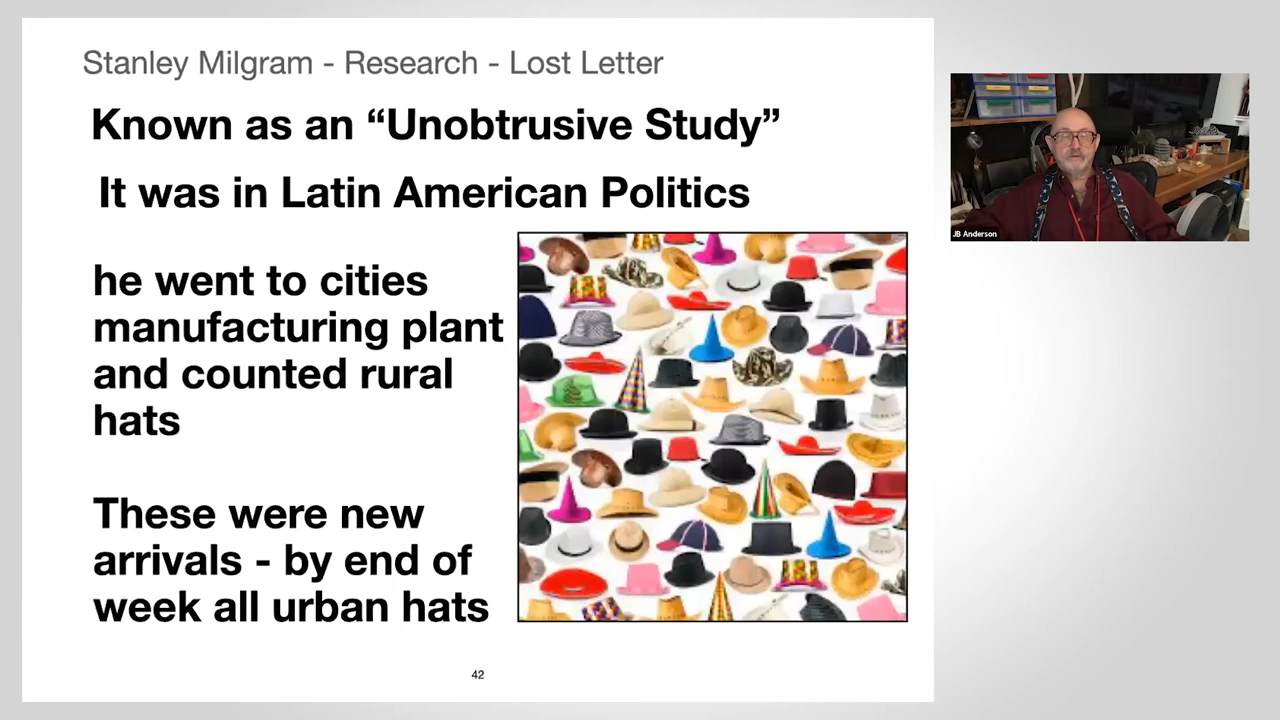 Stanley Milgram - Research - Lost Letter
Known as an “Unobtrusive Study”
It was in Latin American Politics
he went to cities
manufacturing plant
and counted rural
hats
These were new
arrivals - by end of
week all urban hats
42
JB Anderson